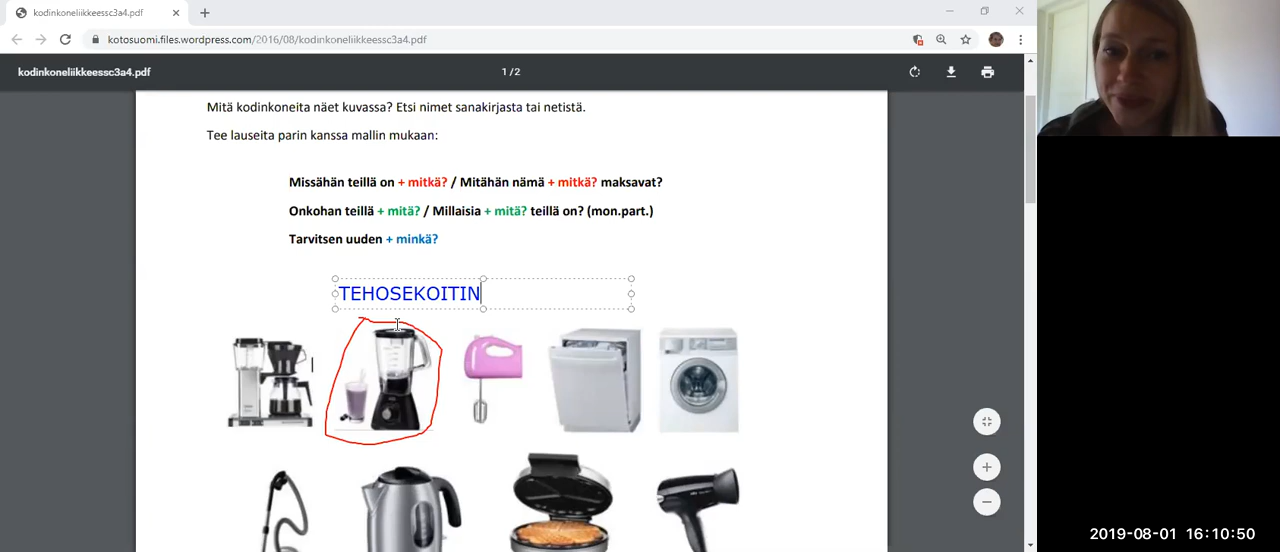 kodinkoneliikkeessc3a4.pdf
kotosuomi.files.wordpress.com/2016/08/kodinkoneliikkeessc3a4.pdf
kodinkoneliikkeessc3a4.pdf
1 / 2
Mitä kodinkoneita näet kuvassa? Etsi nimet sanakirjasta tai netistä.
Tee lauseita parin kanssa mallin mukaan:
Missähän teillä on + mitkä? / Mitähän nämä + mitkä? maksavat?
Onkohan teillä + mitä? / Millaisia + mitä? teillä on? (mon.part.)
Tarvitsen uuden + minkä?
TEHOSEKOITIN
2019-08-01 16:10:50